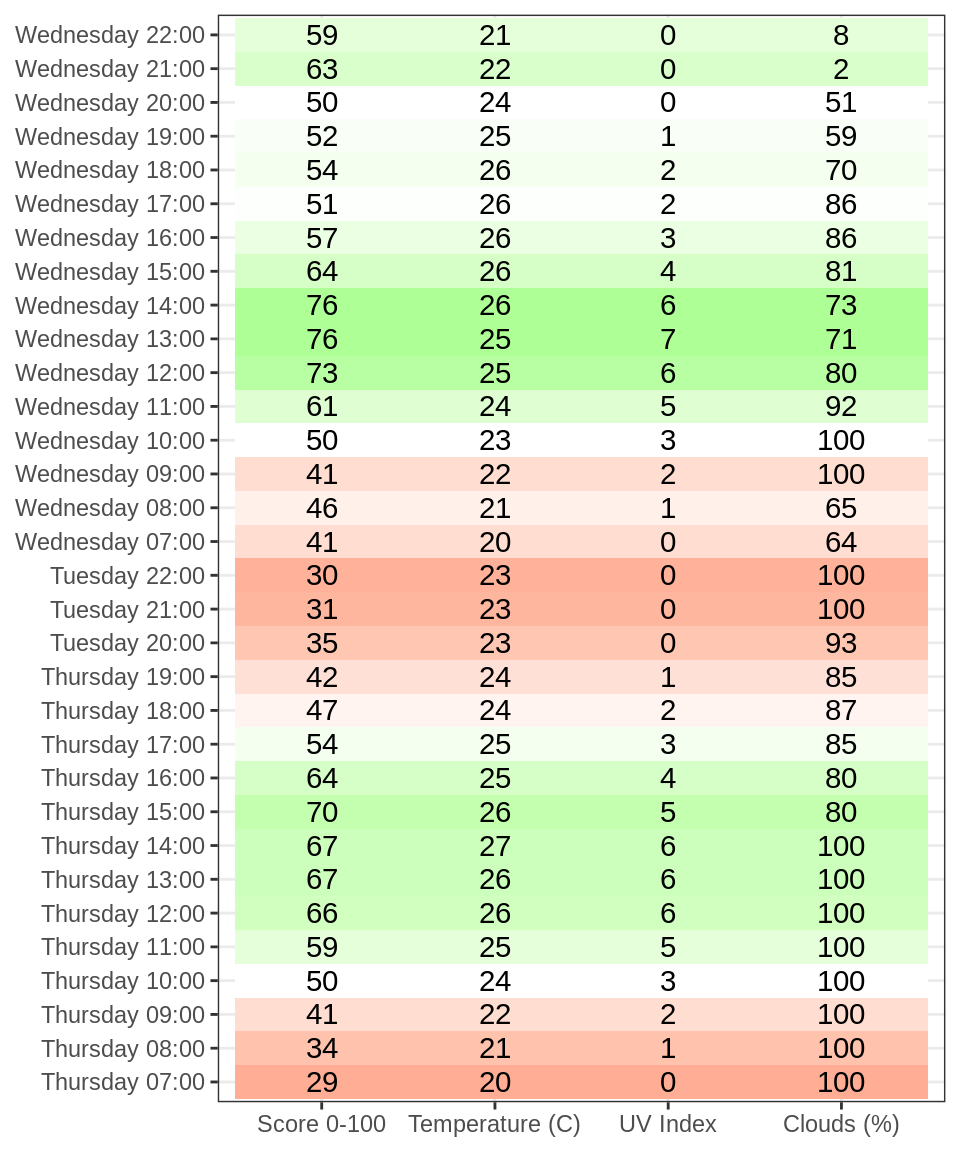 Wednesday 22:00 59 21 0 8
Wednesday 21:00 63 22 0 2
Wednesday 20:00 50 24 0 51
Wednesday 19:00 52 25 1 59
Wednesday 18:00 54 26 2 70
Wednesday 17:00 51 26 2 86
Wednesday 16:00 57 26 3 86
Wednesday 15:00 64 26 4 81
Wednesday 14:00 76 26 6 73
Wednesday 13:00 76 25 7 71
Wednesday 12:00 73 25 6 80
Wednesday 11:00 61 24 5 92
Wednesday 10:00 50 23 3 100
Wednesday 09:00 41 22 2 100
Wednesday 08:00 46 21 1 65
Wednesday 07:00 41 20 0 64
Tuesday 22:00 30 23 0 100
Tuesday 21:00 31 23 0 100
Tuesday 20:00 35 23 0 93
Thursday 19:00 42 24 1 85
Thursday 18:00 47 24 2 87
Thursday 17:00 54 25 3 85
Thursday 16:00 64 25 4 80
Thursday 15:00 70 26 5 80
Thursday 14:00 67 27 6 100
Thursday 13:00 67 26 6 100
Thursday 12:00 66 26 6 100
Thursday 11:00 59 25 5 100
Thursday 10:00 50 24 3 100
Thursday 09:00 41 22 2 100
Thursday 08:00 34 21 1 100
Thursday 07:00 29 20 0 100
Score 0-100 Temperature (C) UV Index Clouds (%)